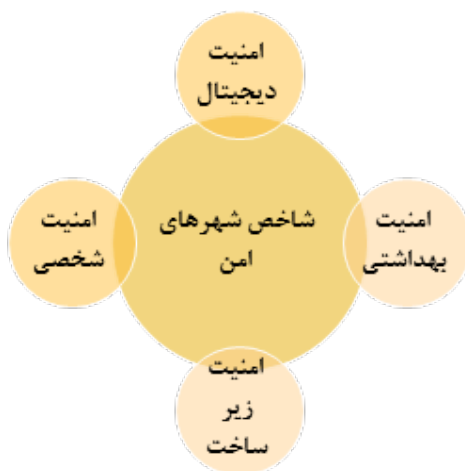 امنیت
دیجیتال
شاخص شهرهای
امن
امنیت
بهداشتی
امنیت
شخصی
امنیت
زیر
ساخت